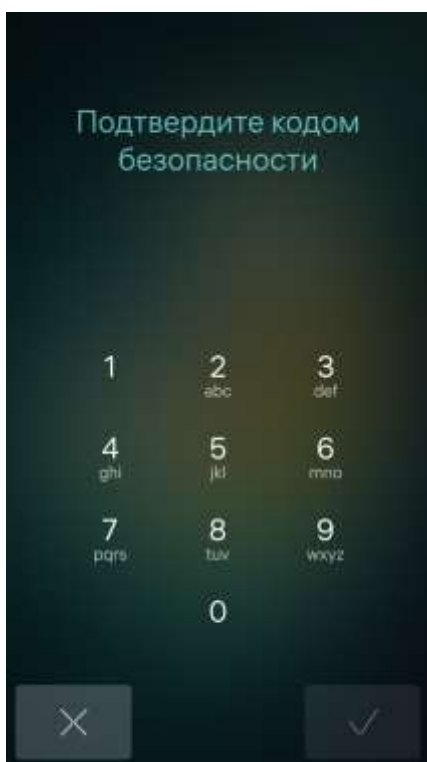 Подтвердите кодом
безопасности
1 2 3
abc def
4 5 6
ghi jkl mno
7 8 9
pqrs tuv wxyz
0